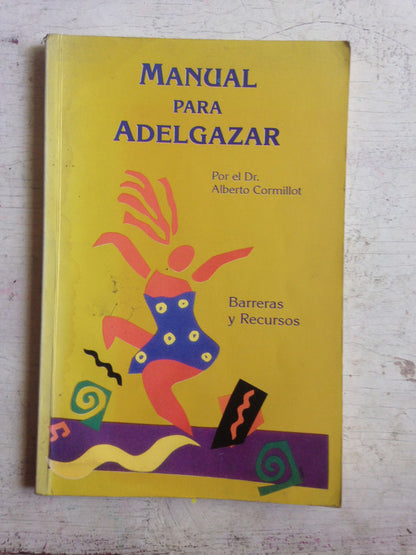 MANUAL
PARA
ADELGAZAR
Por el Dr.
Alberto Cormillot
Barreras
y Recursos